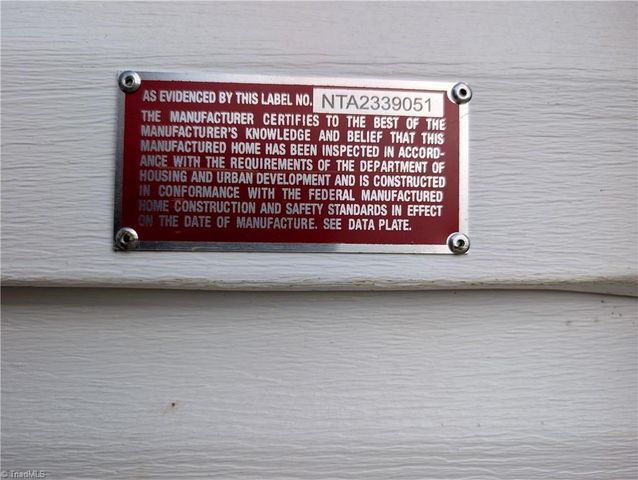 AS EVIDENCED BY THIS LABEL NO. NTA2339051
THE MANUFACTURER CERTIFIES TO THE BEST OF THE
MANUFACTURER'S KNOWLEDGE AND BELIEF THAT THIS
MANUFACTURED HOME HAS BEEN INSPECTED IN ACCORD-
ANCE WITH THE REQUIREMENTS OF THE DEPARTMENT OF
HOUSING AND URBAN DEVELOPMENT AND IS CONSTRUCTED
IN CONFORMANCE WITH THE FEDERAL MANUFACTURED
HOME CONSTRUCTION AND SAFETY STANDARDS IN EFFECT
ON THE DATE OF MANUFACTURE. SEE DATA PLATE.
© TriadMLS